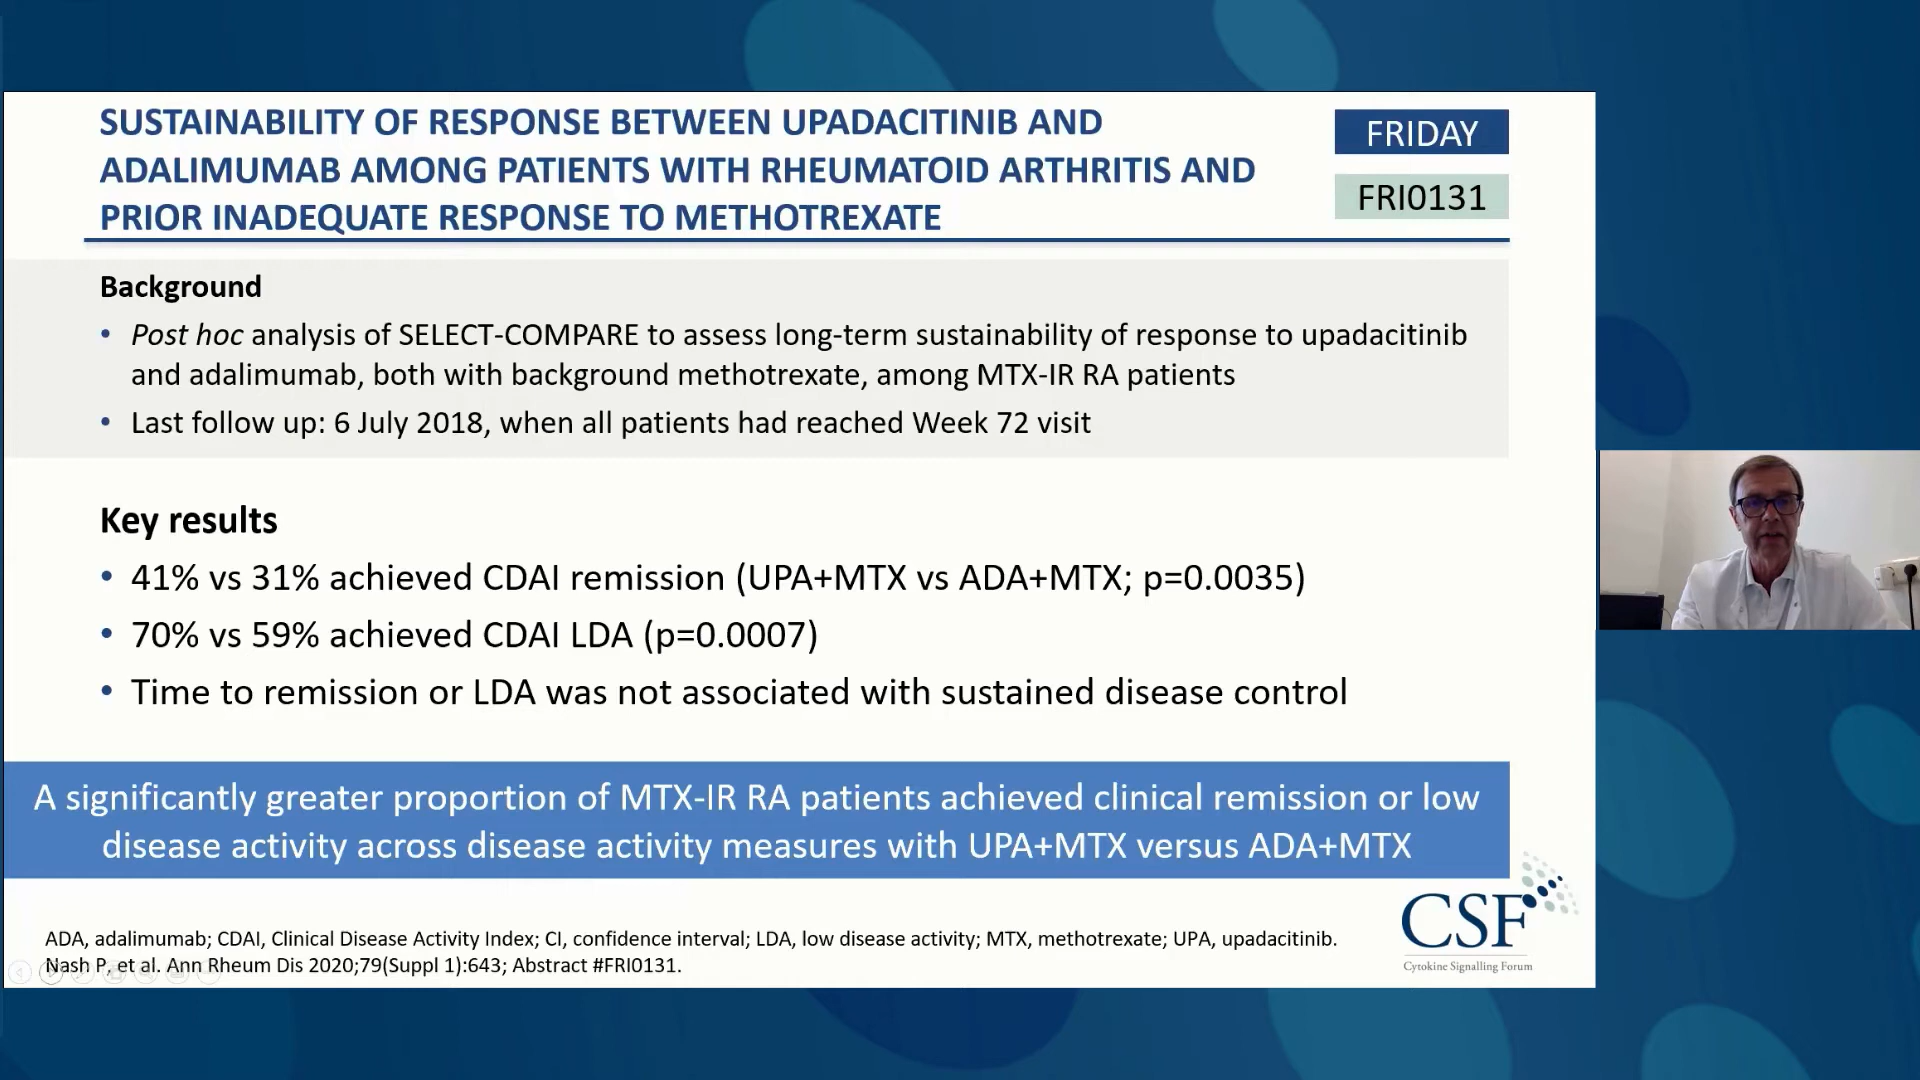 SUSTAINABILITY OF RESPONSE BETWEEN UPADACITINIB AND
ADALIMUMAB AMONG PATIENTS WITH RHEUMATOID ARTHRITIS AND
PRIOR INADEQUATE RESPONSE TO METHOTREXATE
FRIDAY
FRI0131
Background
• Post hoc analysis of SELECT-COMPARE to assess long-term sustainability of response to upadacitinib
and adalimumab, both with background methotrexate, among MTX-IR RA patients
• Last follow up: 6 July 2018, when all patients had reached Week 72 visit
Key results
• 41% vs 31% achieved CDAI remission (UPA+MTX vs ADA+MTX; p=0.0035)
• 70% vs 59% achieved CDAI LDA (p=0.0007)
• Time to remission or LDA was not associated with sustained disease control
A significantly greater proportion of MTX-IR RA patients achieved clinical remission or low
disease activity across disease activity measures with UPA+MTX versus ADA+MTX
ADA, adalimumab; CDAI, Clinical Disease Activity Index; CI, confidence interval; LDA, low disease activity; MTX, methotrexate; UPA, upadacitinib.
Nash P, et al. Ann Rheum Dis 2020;79(Suppl 1):643; Abstract #FRI0131.
CSF
Cytokine Signalling Forum